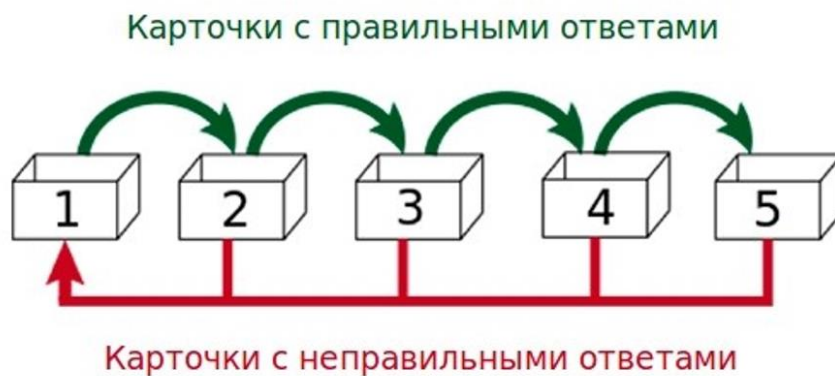 Карточки с правильными ответами
1 2 3 4 5
Карточки с неправильными ответами